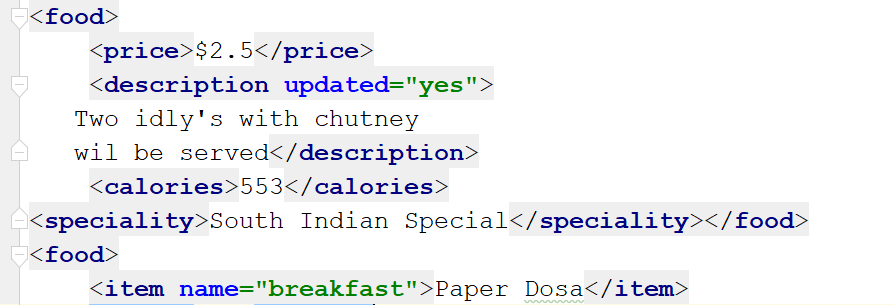 <food>
<price>$2.5</price>
<description updated="yes">
Two idly's with chutney
wil be served</description>
<calories>553</calories>
<speciality>South Indian Special</speciality></food>
<food>
<item name="breakfast">Paper Dosa</item>